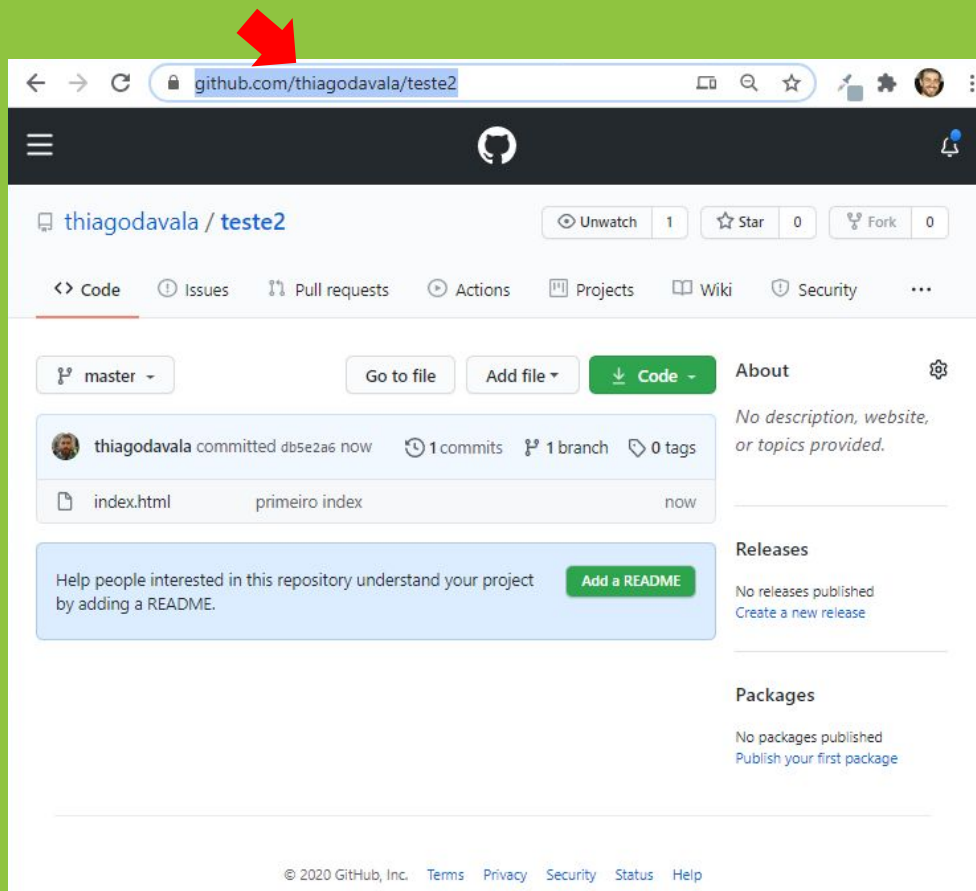 github.com/thiagodavala/teste2
thiagodavala / teste2
Unwatch 1
Star 0
Fork 0
Code
Issues
Pull requests
Actions
Projects
Wiki
Security
master
Go to file
Add file
Code
thiagodavala committed db5e2a6 now
1 commits
1 branch
0 tags
index.html primeiro index now
Help people interested in this repository understand your project
by adding a README.
Add a README
About
No description, website,
or topics provided.
Releases
No releases published
Create a new release
Packages
No packages published
Publish your first package
© 2020 GitHub, Inc. Terms Privacy Security Status Help